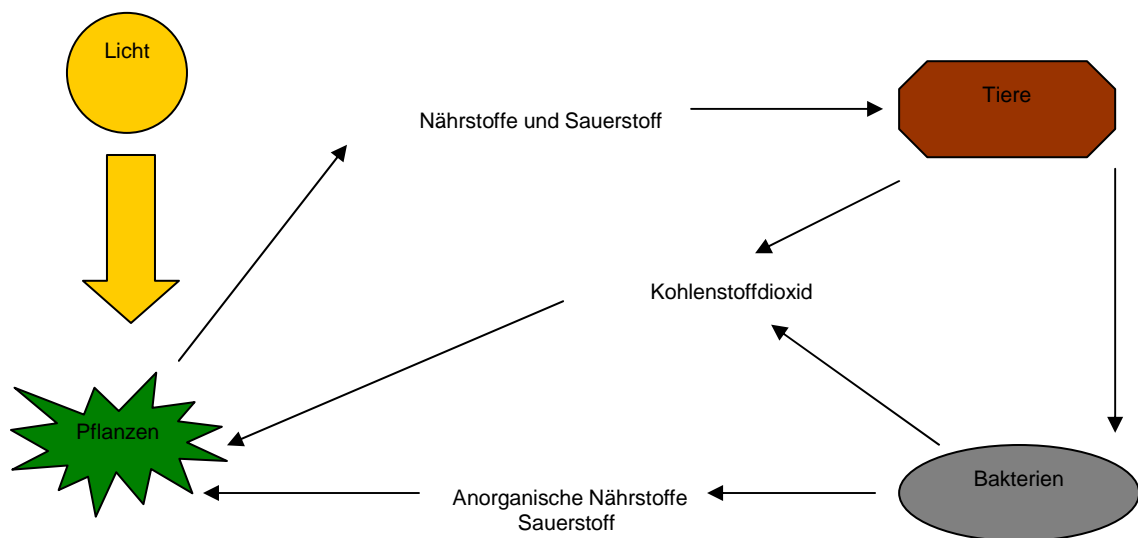 Licht
Tiere
Nährstoffe und Sauerstoff
Kohlenstoffdioxid
Pflanzen
Bakterien
Anorganische Nährstoffe
Sauerstoff